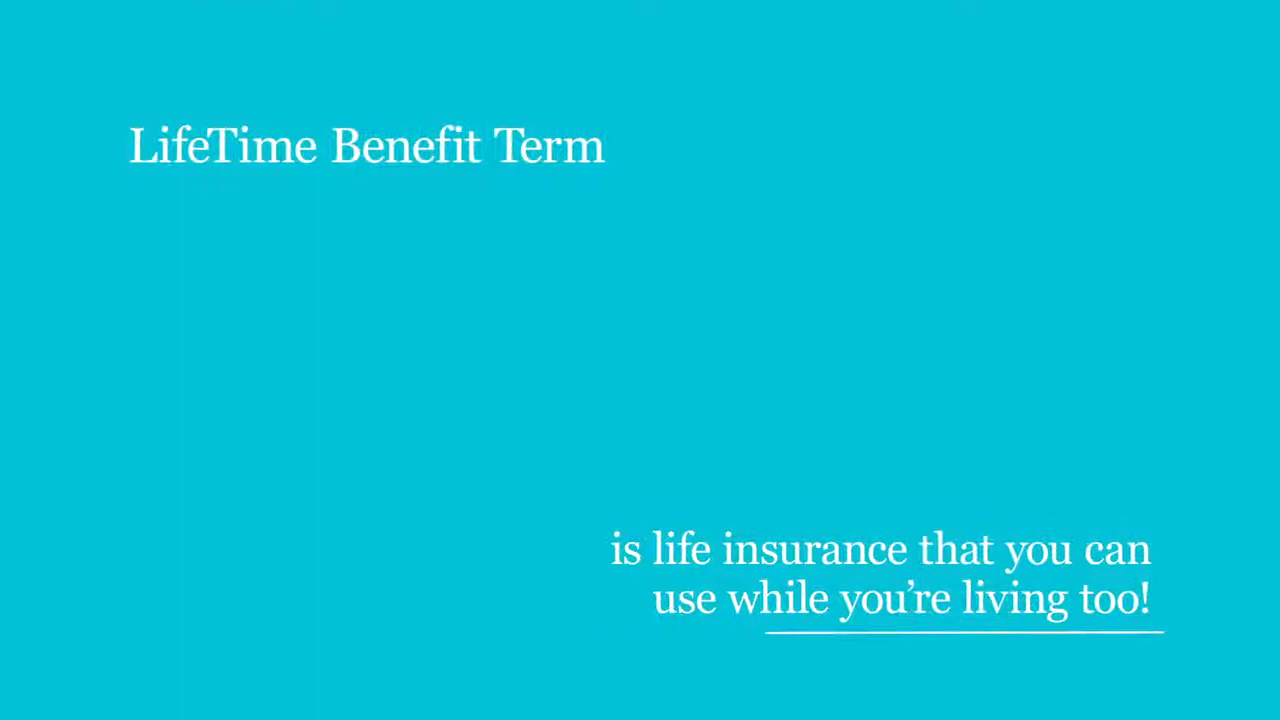 LifeTime Benefit Term
is life insurance that you can
use while you’re living too!